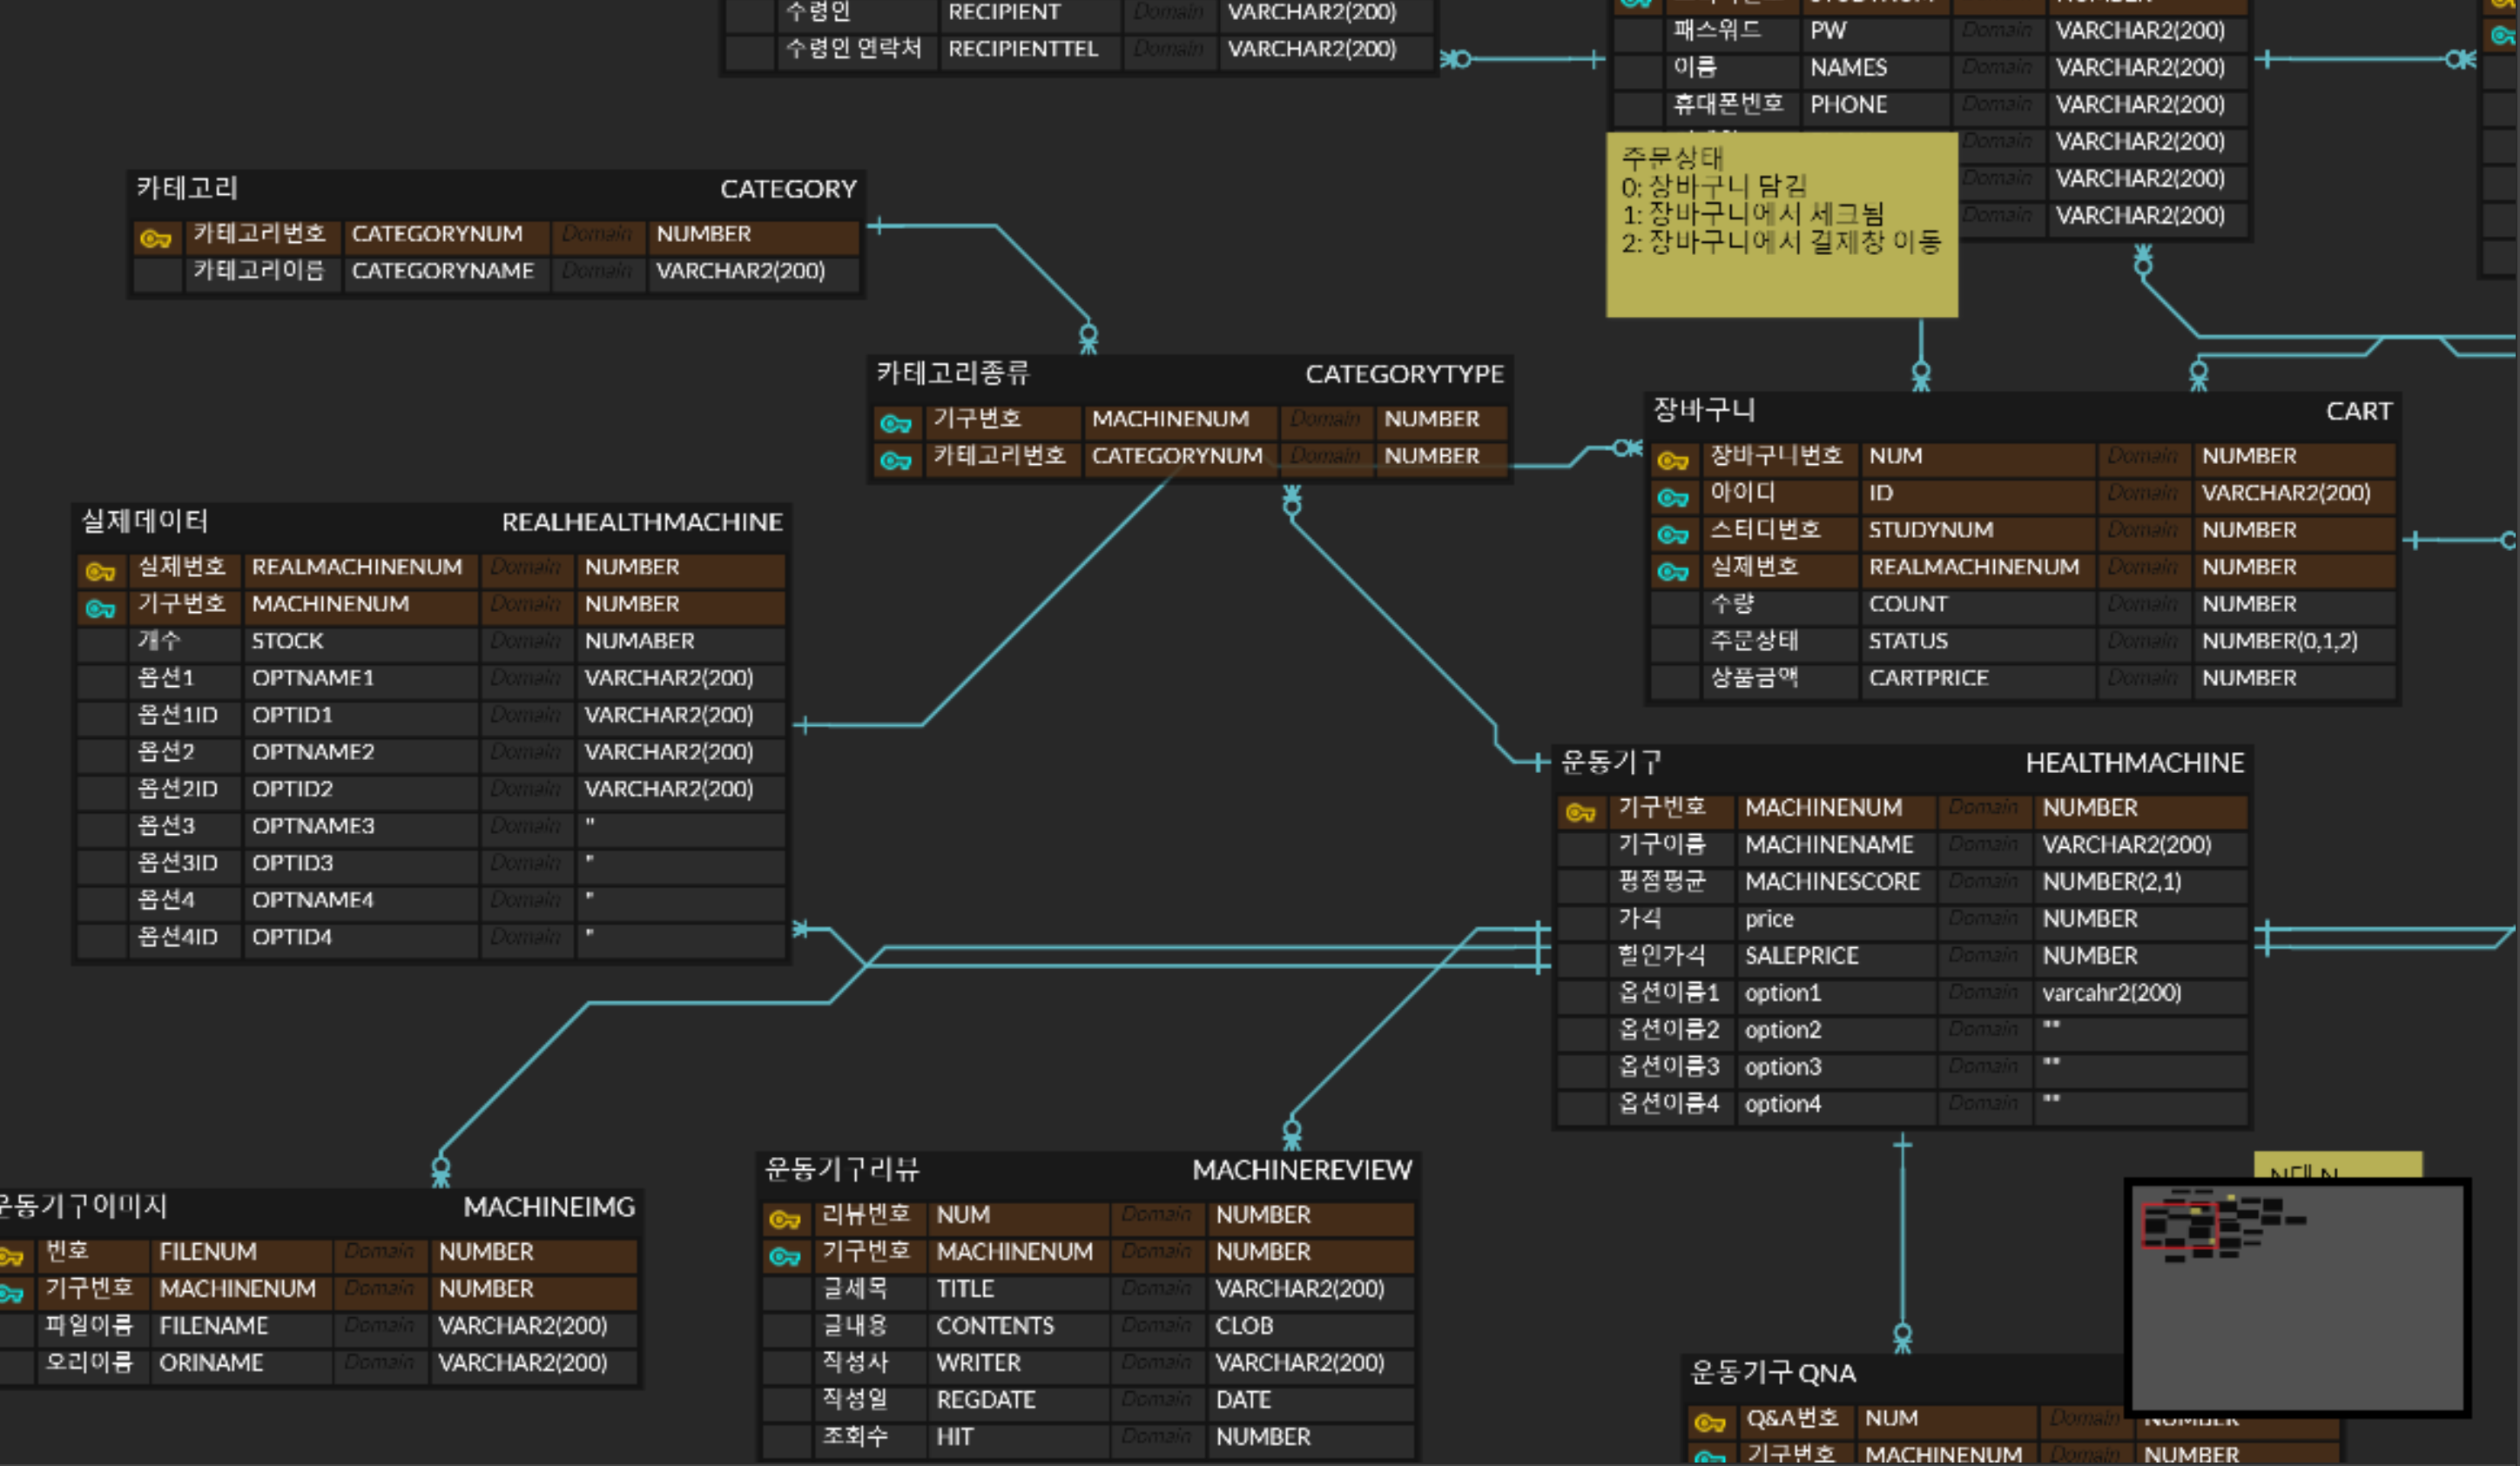 수령인 RECIPIENT Domain VARCHAR2(200)
수령인 연락처 RECIPIENTTEL Domain VARCHAR2(200)
패스워드 PW Domain VARCHAR2(200)
이름 NAMES Domain VARCHAR2(200)
휴대폰번호 PHONE Domain VARCHAR2(200)
VARCHAR2(200)
Domain VARCHAR2(200)
Domain VARCHAR2(200)
주문상태
0: 장바구니 담김
1: 장바구니에서 세크됨
2: 장바구니에서 결제창 이동
카테고리 CATEGORY
카테고리번호 CATEGORYNUM Domain NUMBER
카테고리이름 CATEGORYNAME Domain VARCHAR2(200)
카테고리종류 CATEGORYTYPE
기구번호 MACHINENUM Domain NUMBER
카테고리번호 CATEGORYNUM Domain NUMBER
장바구니 CART
장바구니번호 NUM Domain NUMBER
아이디 ID Domain VARCHAR2(200)
스터디번호 STUDYNUM Domain NUMBER
실제번호 REALMACHINENUM Domain NUMBER
수량 COUNT Domain NUMBER
주문상태 STATUS Domain NUMBER(0,1,2)
상품금액 CARTPRICE Domain NUMBER
실제데이터 REALHEALTHMACHINE
실제번호 REALMACHINENUM Domain NUMBER
기구번호 MACHINENUM Domain NUMBER
개수 STOCK Domain NUMABER
옵션1 OPTNAME1 Domain VARCHAR2(200)
옵션1ID OPTID1 Domain VARCHAR2(200)
옵션2 OPTNAME2 Domain VARCHAR2(200)
옵션2ID OPTID2 Domain VARCHAR2(200)
옵션3 OPTNAME3 Domain "
옵션3ID OPTID3 Domain "
옵션4 OPTNAME4 Domain "
옵션4ID OPTID4 Domain "
운동기구 HEALTHMACHINE
기구번호 MACHINENUM Domain NUMBER
기구이름 MACHINENAME Domain VARCHAR2(200)
평점평균 MACHINESCORE Domain NUMBER(2,1)
가격 price Domain NUMBER
할인가격 SALEPRICE Domain NUMBER
옵션이름1 option1 Domain varcahr2(200)
옵션이름2 option2 Domain ""
옵션이름3 option3 Domain ""
옵션이름4 option4 Domain ""
운동기구이미지 MACHINEIMG
번호 FILENUM Domain NUMBER
기구번호 MACHINENUM Domain NUMBER
파일이름 FILENAME Domain VARCHAR2(200)
오리이름 ORINAME Domain VARCHAR2(200)
운동기구리뷰 MACHINEREVIEW
리뷰번호 NUM Domain NUMBER
기구번호 MACHINENUM Domain NUMBER
글제목 TITLE Domain VARCHAR2(200)
글내용 CONTENTS Domain CLOB
작성자 WRITER Domain VARCHAR2(200)
작성일 REGDATE Domain DATE
조회수 HIT Domain NUMBER
N대 N
운동기구 QNA
Q&A번호 NUM Domain NUMBER
기구번호 MACHINENUM Domain NUMBER